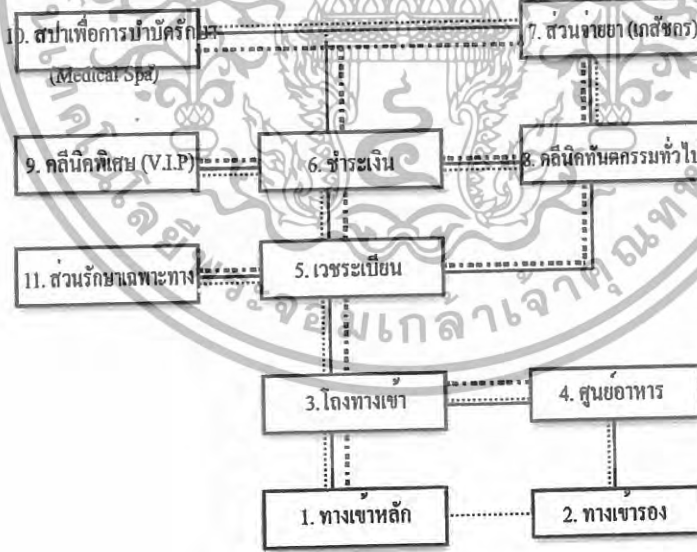 10. สปาเพื่อการบำบัดรักษา
(Medical Spa)
7. ส่วนจ่ายยา (เภสัชกร)
9. คลีนิคพิเศษ (V.I.P)
6. ชำระเงิน
8. คลีนิคทันตกรรมทั่วไป
11. ส่วนรักษาเฉพาะทาง
5. เวชระเบียน
3. โถงทางเข้า
4. ศูนย์อาหาร
1. ทางเข้าหลัก
2. ทางเข้ารอง